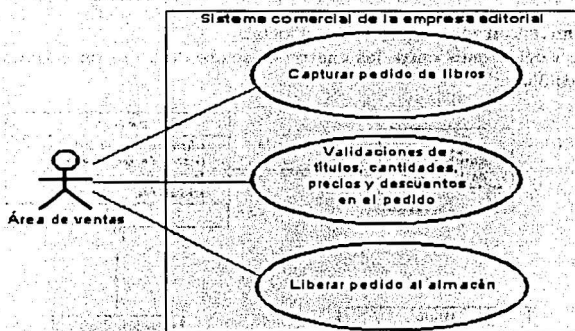 Sistema comercial de la empresa editorial
Capturar pedido de libros
Validaciones de
títulos, cantidades,
precios y descuentos
en el pedido
Área de ventas
Liberar pedido al almacén